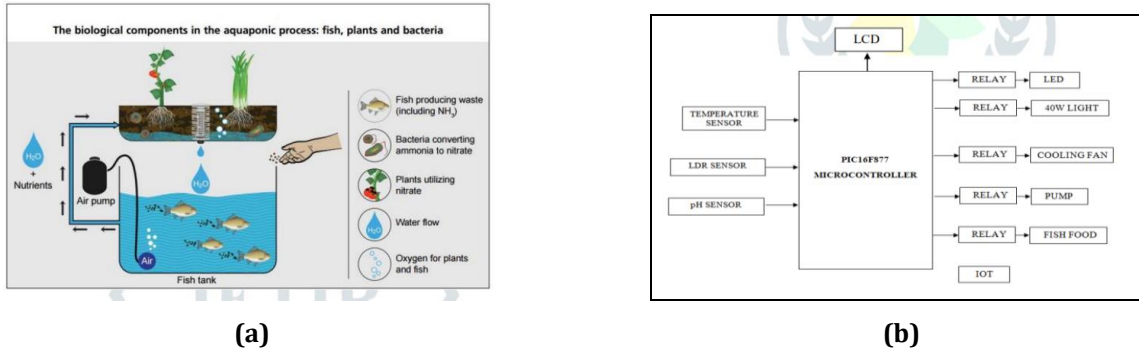 The biological components in the aquaponic process: fish, plants and bacteria
H₂O
+
Nutrients
Air pump
H₂O
Air
Fish tank
Fish producing waste
(including NH₃)
Bacteria converting
ammonia to nitrate
Plants utilizing
nitrate
H₂O
Water flow
Oxygen for plants
and fish
(a)
LCD
TEMPERATURE
SENSOR
LDR SENSOR
pH SENSOR
PIC16F877
MICROCONTROLLER
RELAY LED
RELAY 40W LIGHT
RELAY COOLING FAN
RELAY PUMP
RELAY FISH FOOD
IOT
(b)